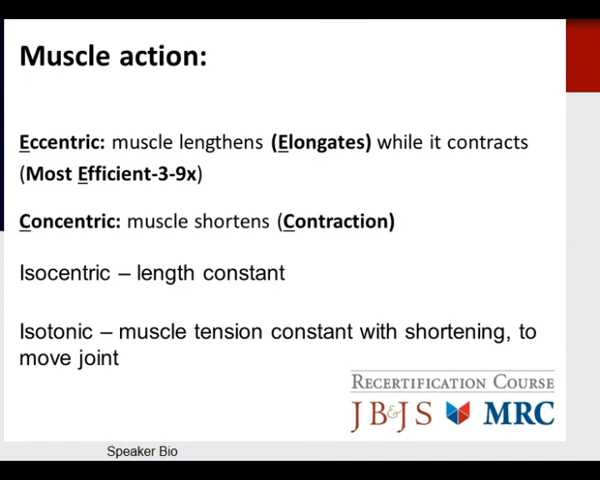 Muscle action:
Eccentric: muscle lengthens (Elongates) while it contracts
(Most Efficient-3-9x)
Concentric: muscle shortens (Contraction)
Isocentric – length constant
Isotonic – muscle tension constant with shortening, to
move joint
RECERTIFICATION COURSE
JB&JS MRC
Speaker Bio